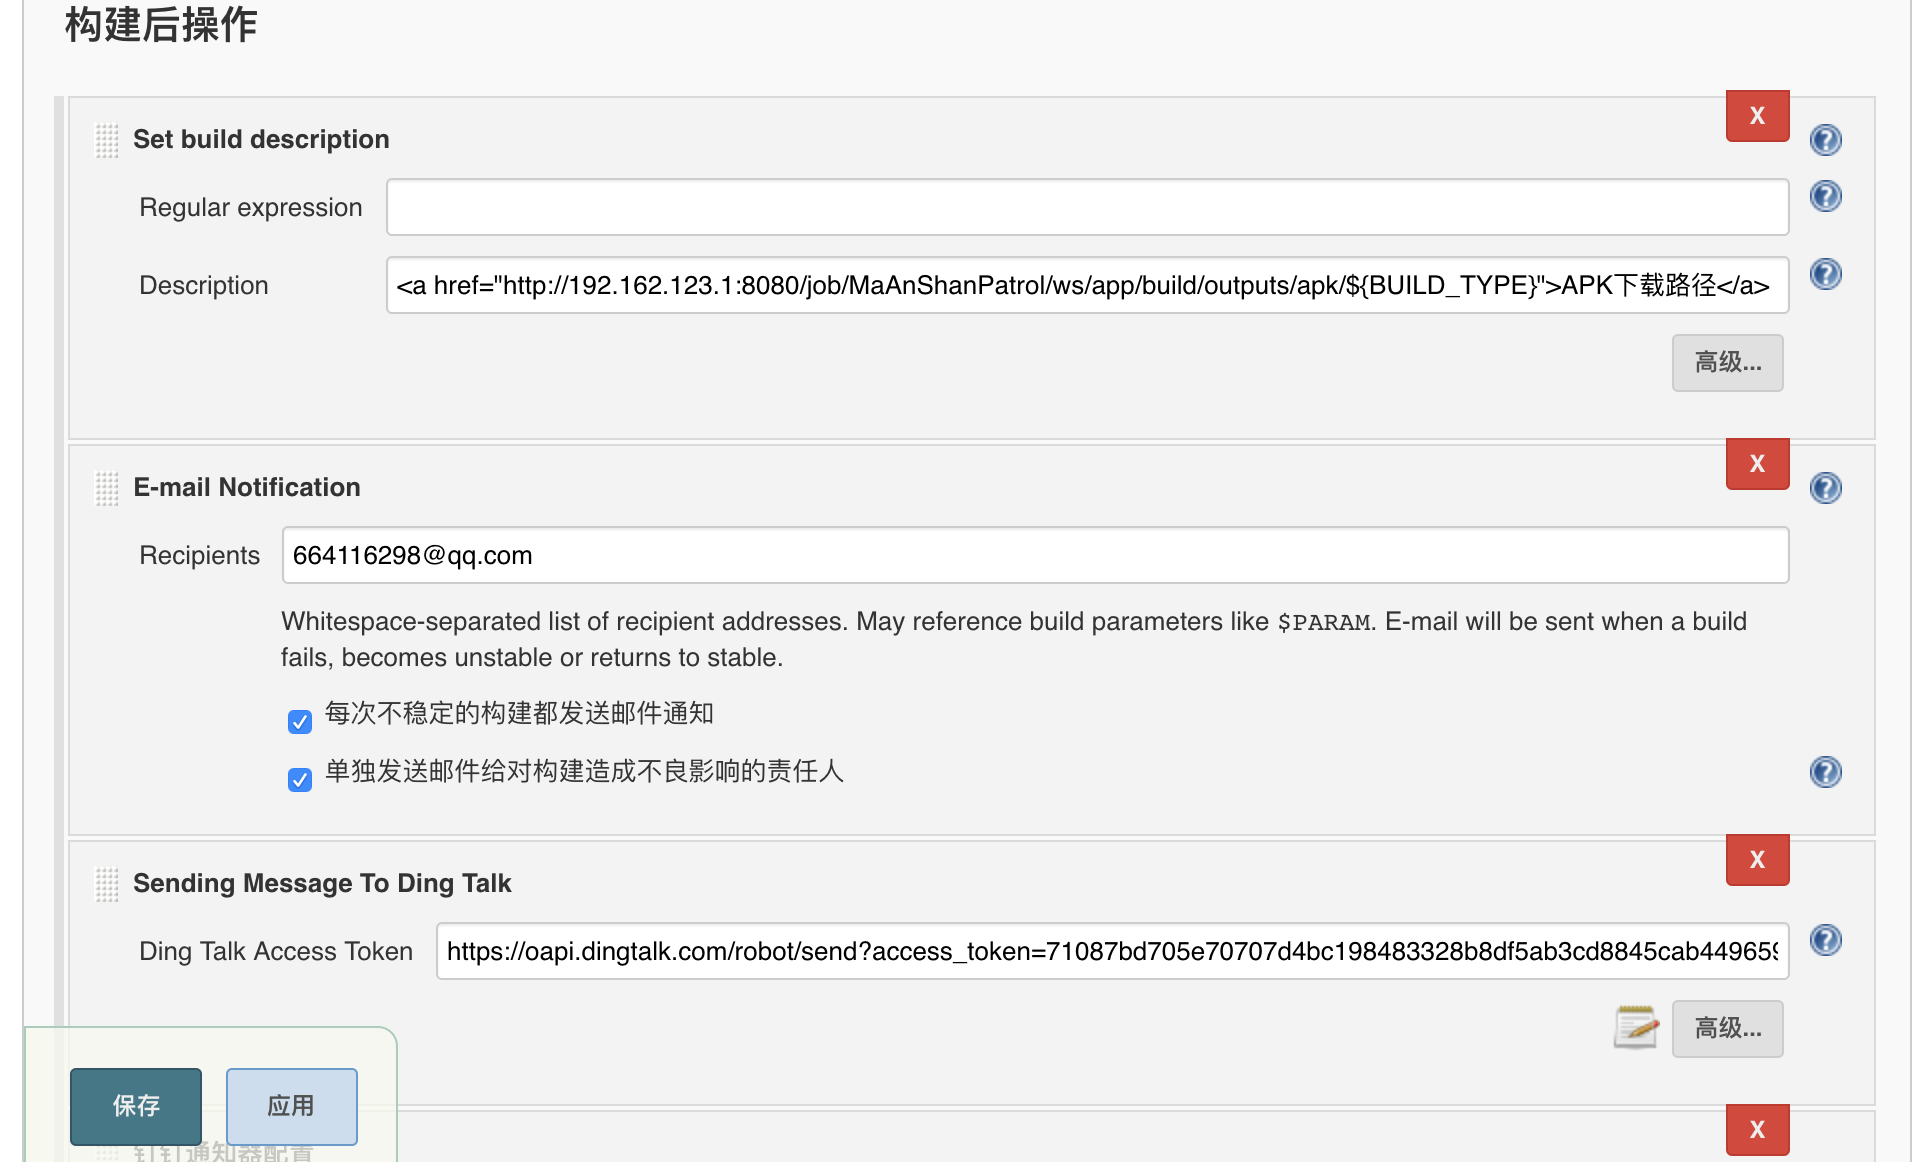 构建后操作
X
Set build description
Regular expression
Description
<a href="http://192.162.123.1:8080/job/MaAnShanPatrol/ws/app/build/outputs/apk/${BUILD_TYPE}">APK下载路径</a>
高级...
X
E-mail Notification
Recipients
664116298@qq.com
Whitespace-separated list of recipient addresses. May reference build parameters like $PARAM. E-mail will be sent when a build
fails, becomes unstable or returns to stable.
每次不稳定的构建都发送邮件通知
单独发送邮件给对构建造成不良影响的责任人
X
Sending Message To Ding Talk
Ding Talk Access Token
https://oapi.dingtalk.com/robot/send?access_token=71087bd705e70707d4bc198483328b8df5ab3cd8845cab449659
高级...
保存
应用
X
钉钉通知器配置